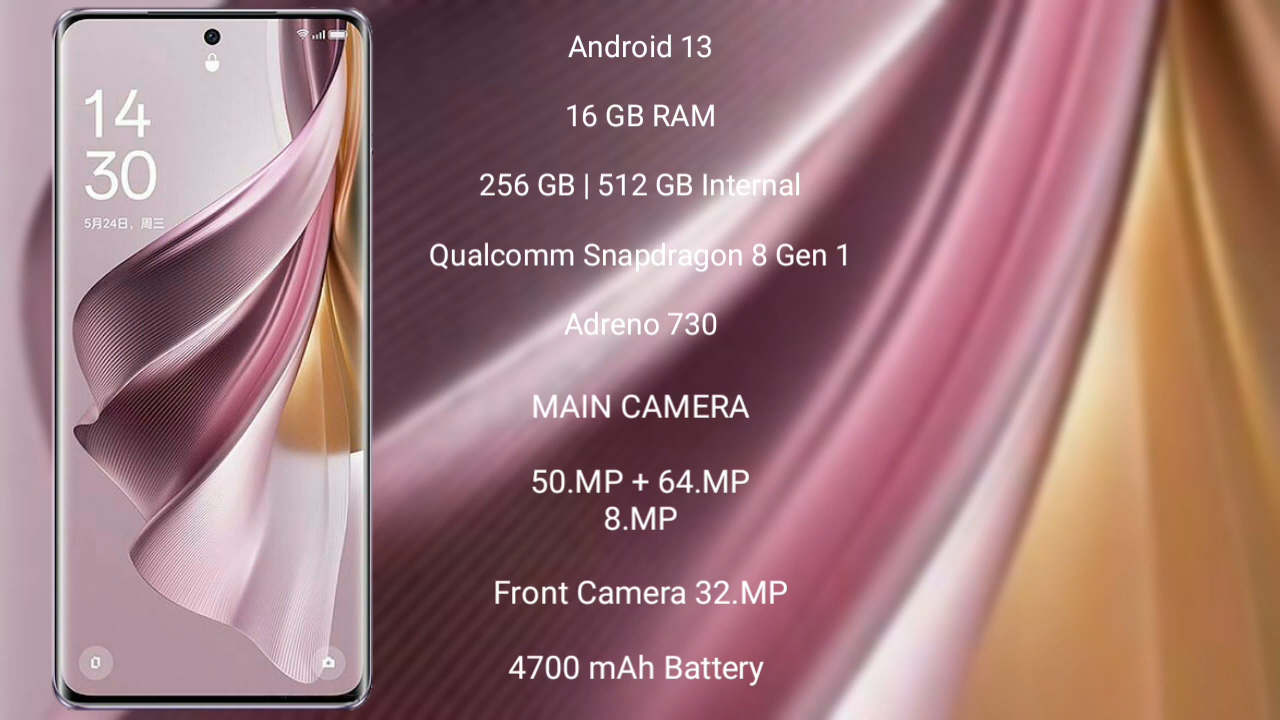 14
30
5月24日，周三
Android 13
16 GB RAM
256 GB | 512 GB Internal
Qualcomm Snapdragon 8 Gen 1
Adreno 730
MAIN CAMERA
50.MP + 64.MP
8.MP
Front Camera 32.MP
4700 mAh Battery